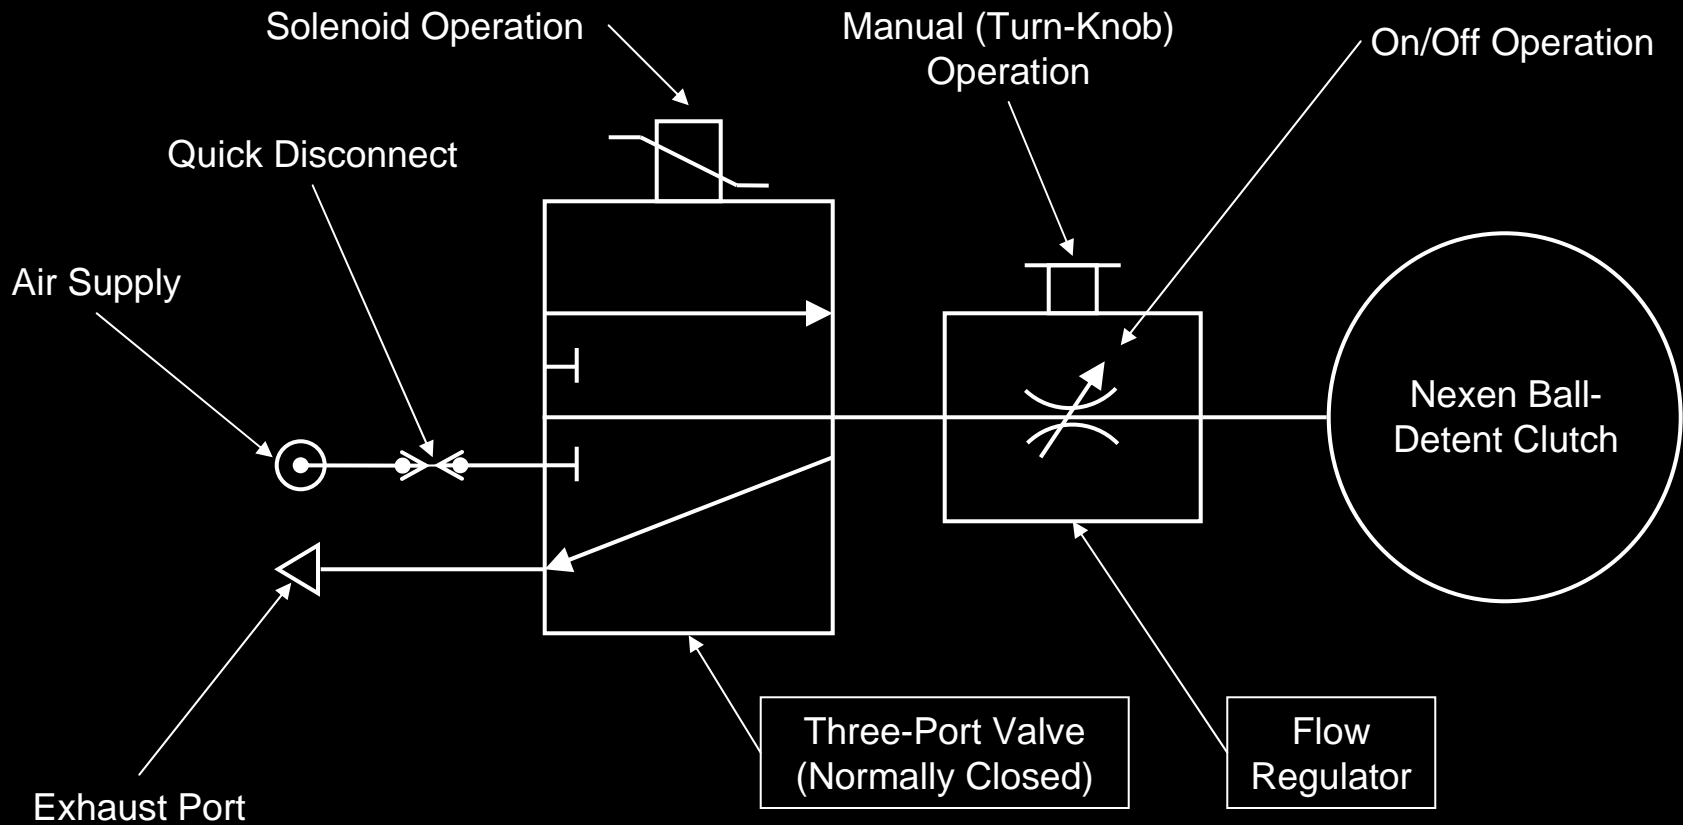 Solenoid Operation
Manual (Turn-Knob)
Operation
On/Off Operation
Quick Disconnect
Air Supply
Nexen Ball-
Detent Clutch
Three-Port Valve
(Normally Closed)
Flow
Regulator
Exhaust Port